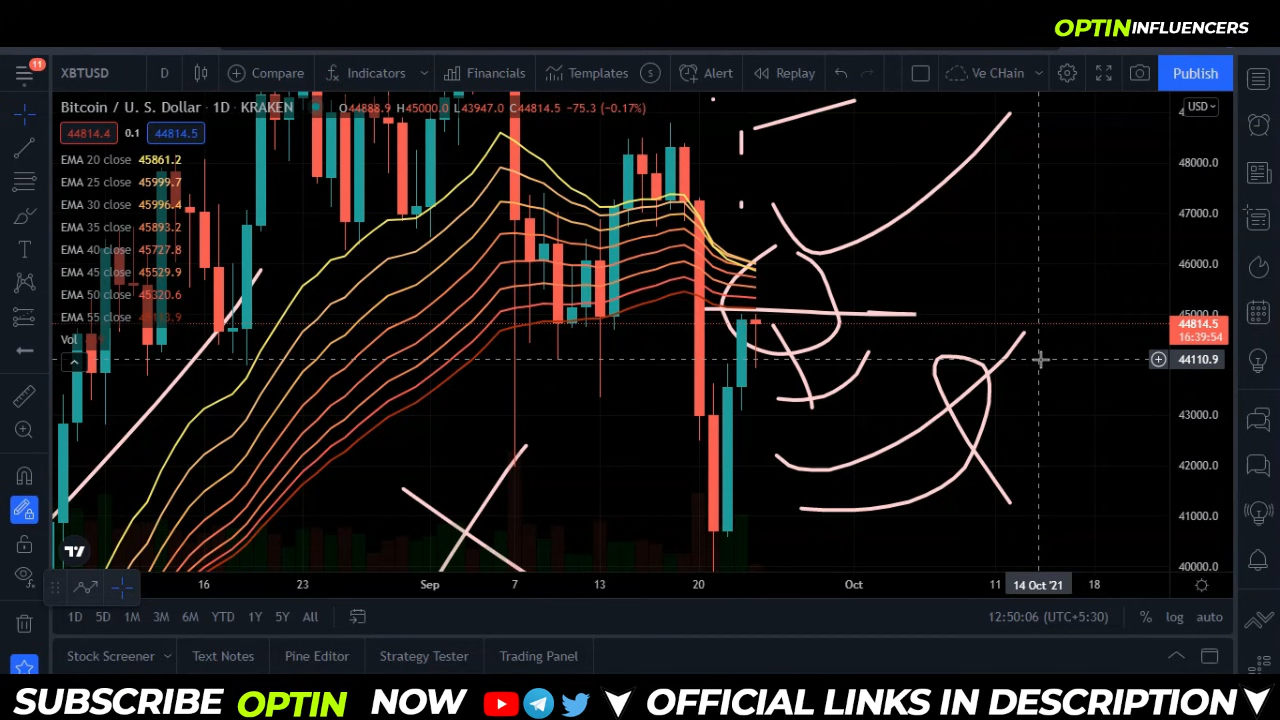 OPTIN INFLUENCERS
11
XBTUSD D Compare Indicators Financials Templates S Alert Replay Ve CHain Publish
Bitcoin / U. S. Dollar · 1D · KRAKEN O44888.9 H45000.0 L43947.0 C44814.5 −75.3 (−0.17%)
USD
44814.4 0.1 44814.5
EMA 20 close 45861.2
EMA 25 close 45999.7
EMA 30 close 45996.4
EMA 35 close 45893.2
EMA 40 close 45727.8
EMA 45 close 45529.9
EMA 50 close 45320.6
EMA 55 close
Vol
48000.0
47000.0
46000.0
45000.0
44814.5
16:39:54
44110.9
43000.0
42000.0
41000.0
40000.0
16 23 Sep 7 13 20 Oct 11 14 Oct '21 18
1D 5D 1M 3M 6M YTD 1Y 5Y All 12:50:06 (UTC+5:30) % log auto
Stock Screener Text Notes Pine Editor Strategy Tester Trading Panel
SUBSCRIBE OPTIN NOW OFFICIAL LINKS IN DESCRIPTION